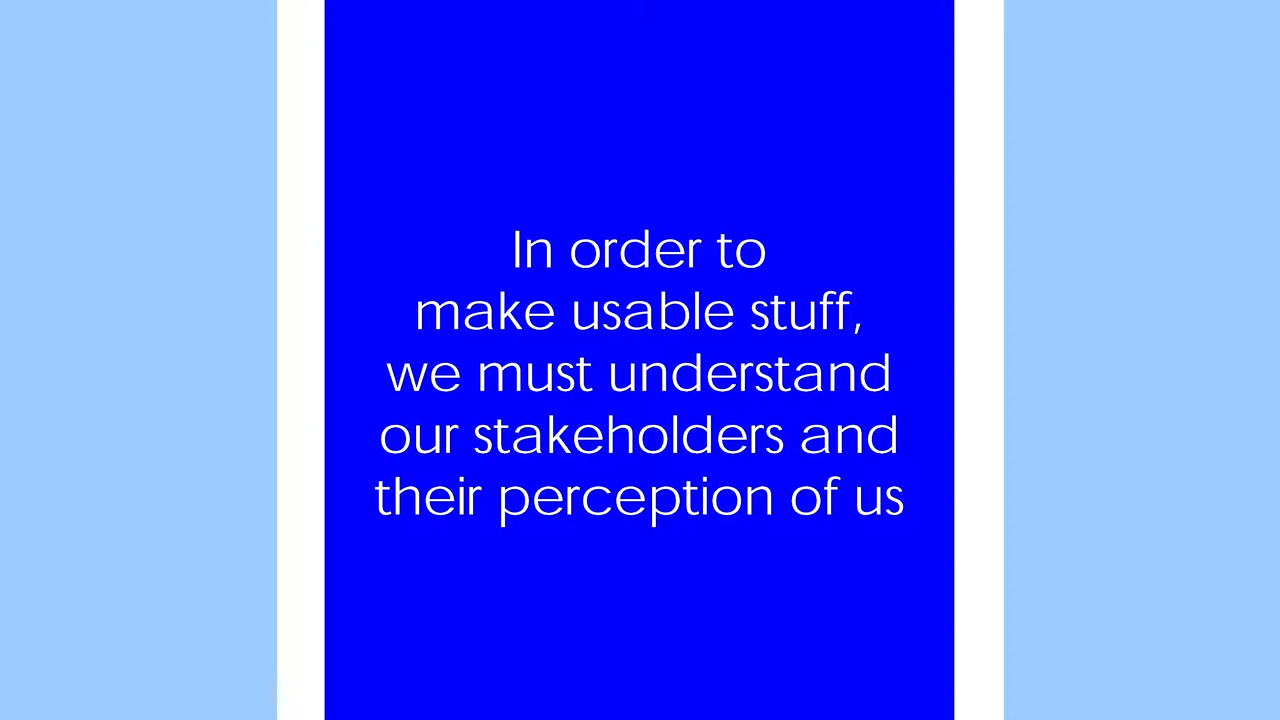 In order to
make usable stuff,
we must understand
our stakeholders and
their perception of us